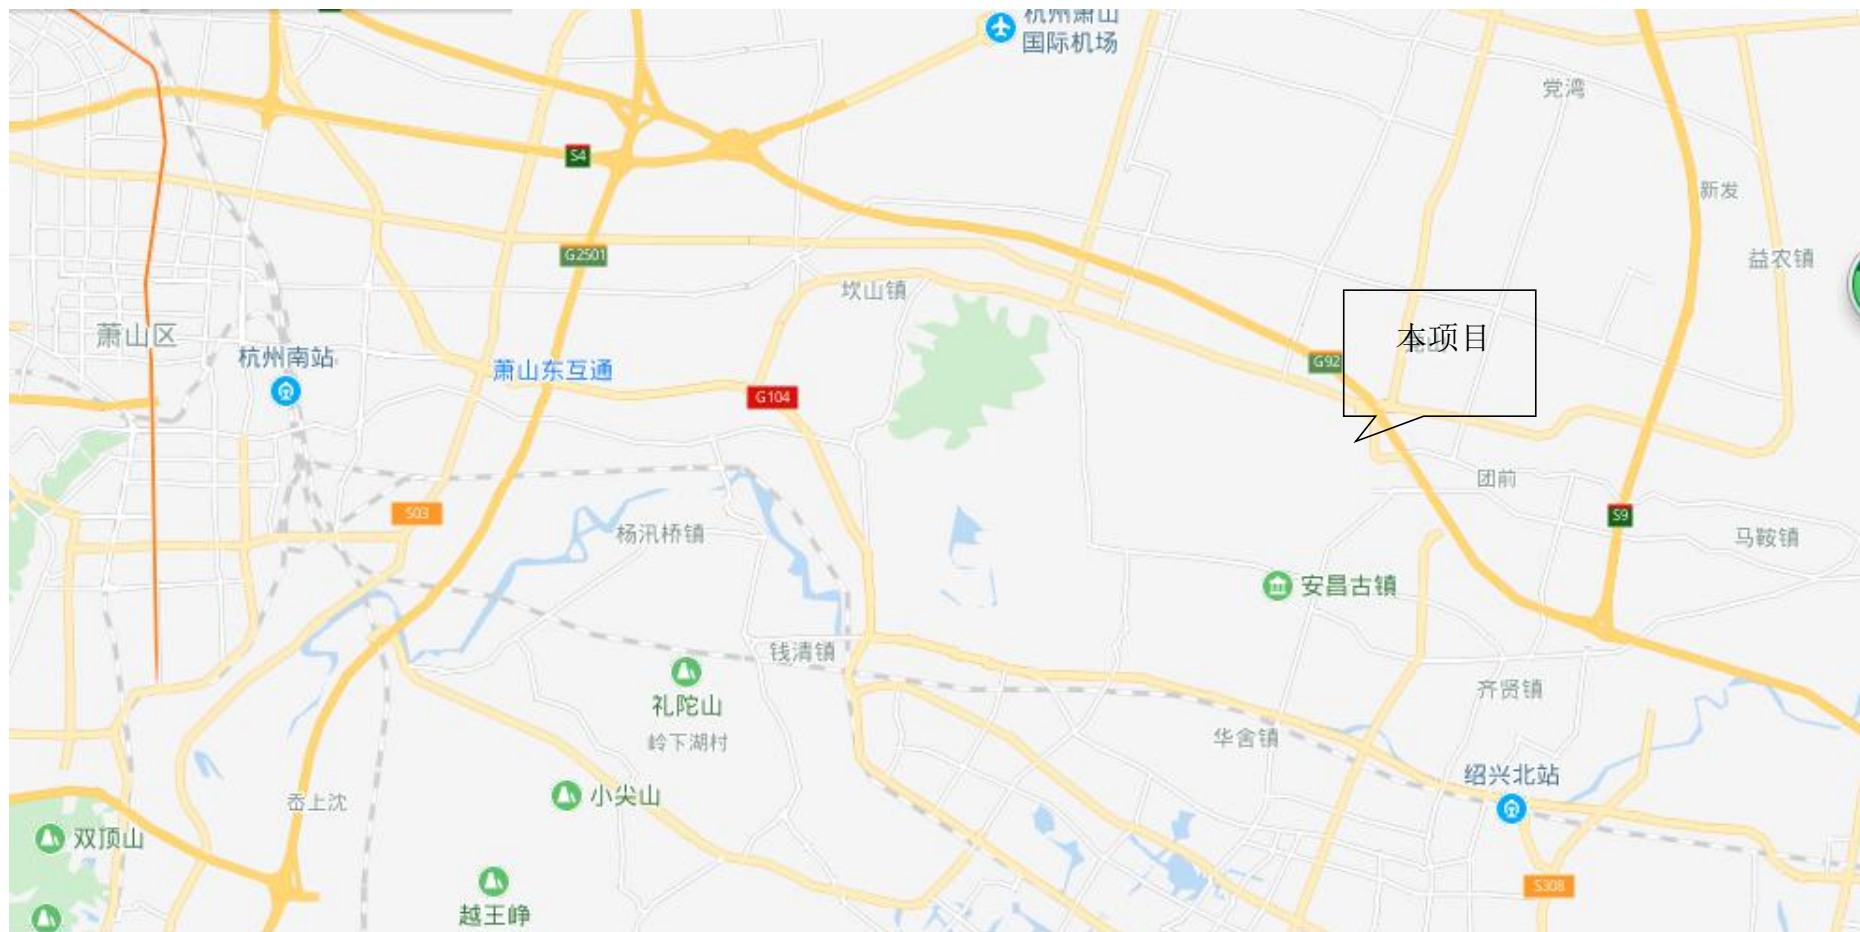 杭州萧山
国际机场
党湾
S4
新发
G2501
益农镇
坎山镇
萧山区
本项目
杭州南站
G92
萧山东互通
G104
团前
S03
S9
杨汛桥镇
马鞍镇
安昌古镇
钱清镇
齐贤镇
礼陀山
岭下湖村
华舍镇
绍兴北站
小尖山
岙上沈
双顶山
S308
越王峥